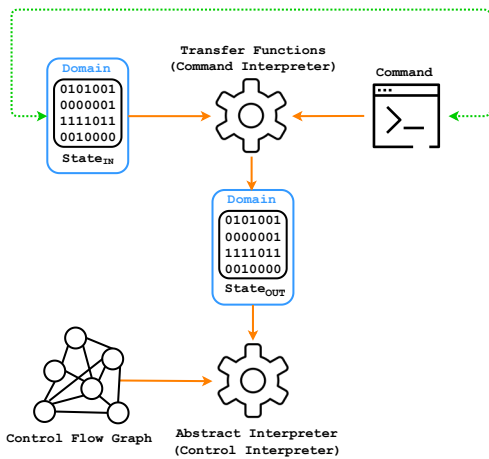 Transfer Functions
(Command Interpreter)
Domain
0101001
0000001
1111011
0010000
StateIN
Command
>_
Domain
0101001
0000001
1111011
0010000
StateOUT
Control Flow Graph
Abstract Interpreter
(Control Interpreter)